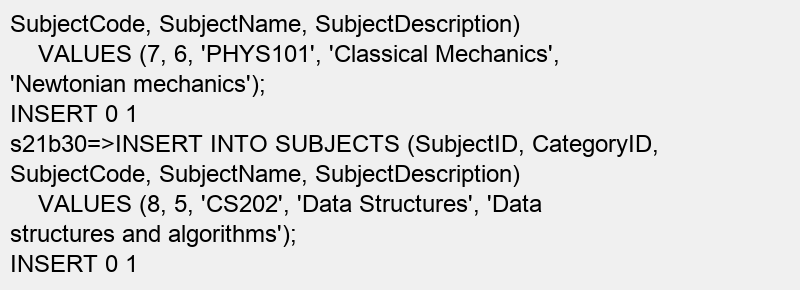 SubjectCode, SubjectName, SubjectDescription)
    VALUES (7, 6, 'PHYS101', 'Classical Mechanics',
'Newtonian mechanics');
INSERT 0 1
s21b30=>INSERT INTO SUBJECTS (SubjectID, CategoryID,
SubjectCode, SubjectName, SubjectDescription)
    VALUES (8, 5, 'CS202', 'Data Structures', 'Data
structures and algorithms');
INSERT 0 1